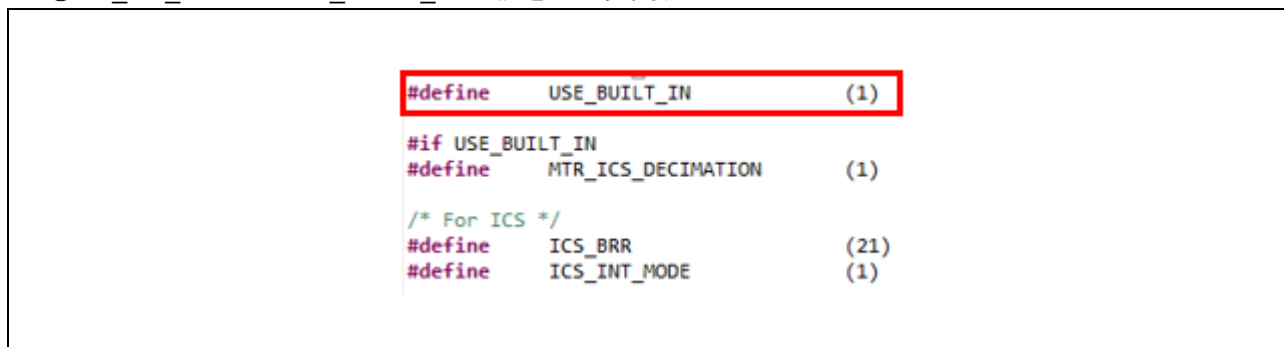 #define USE_BUILT_IN (1)
#if USE_BUILT_IN
#define MTR_ICS_DECIMATION (1)
/* For ICS */
#define ICS_BRR (21)
#define ICS_INT_MODE (1)